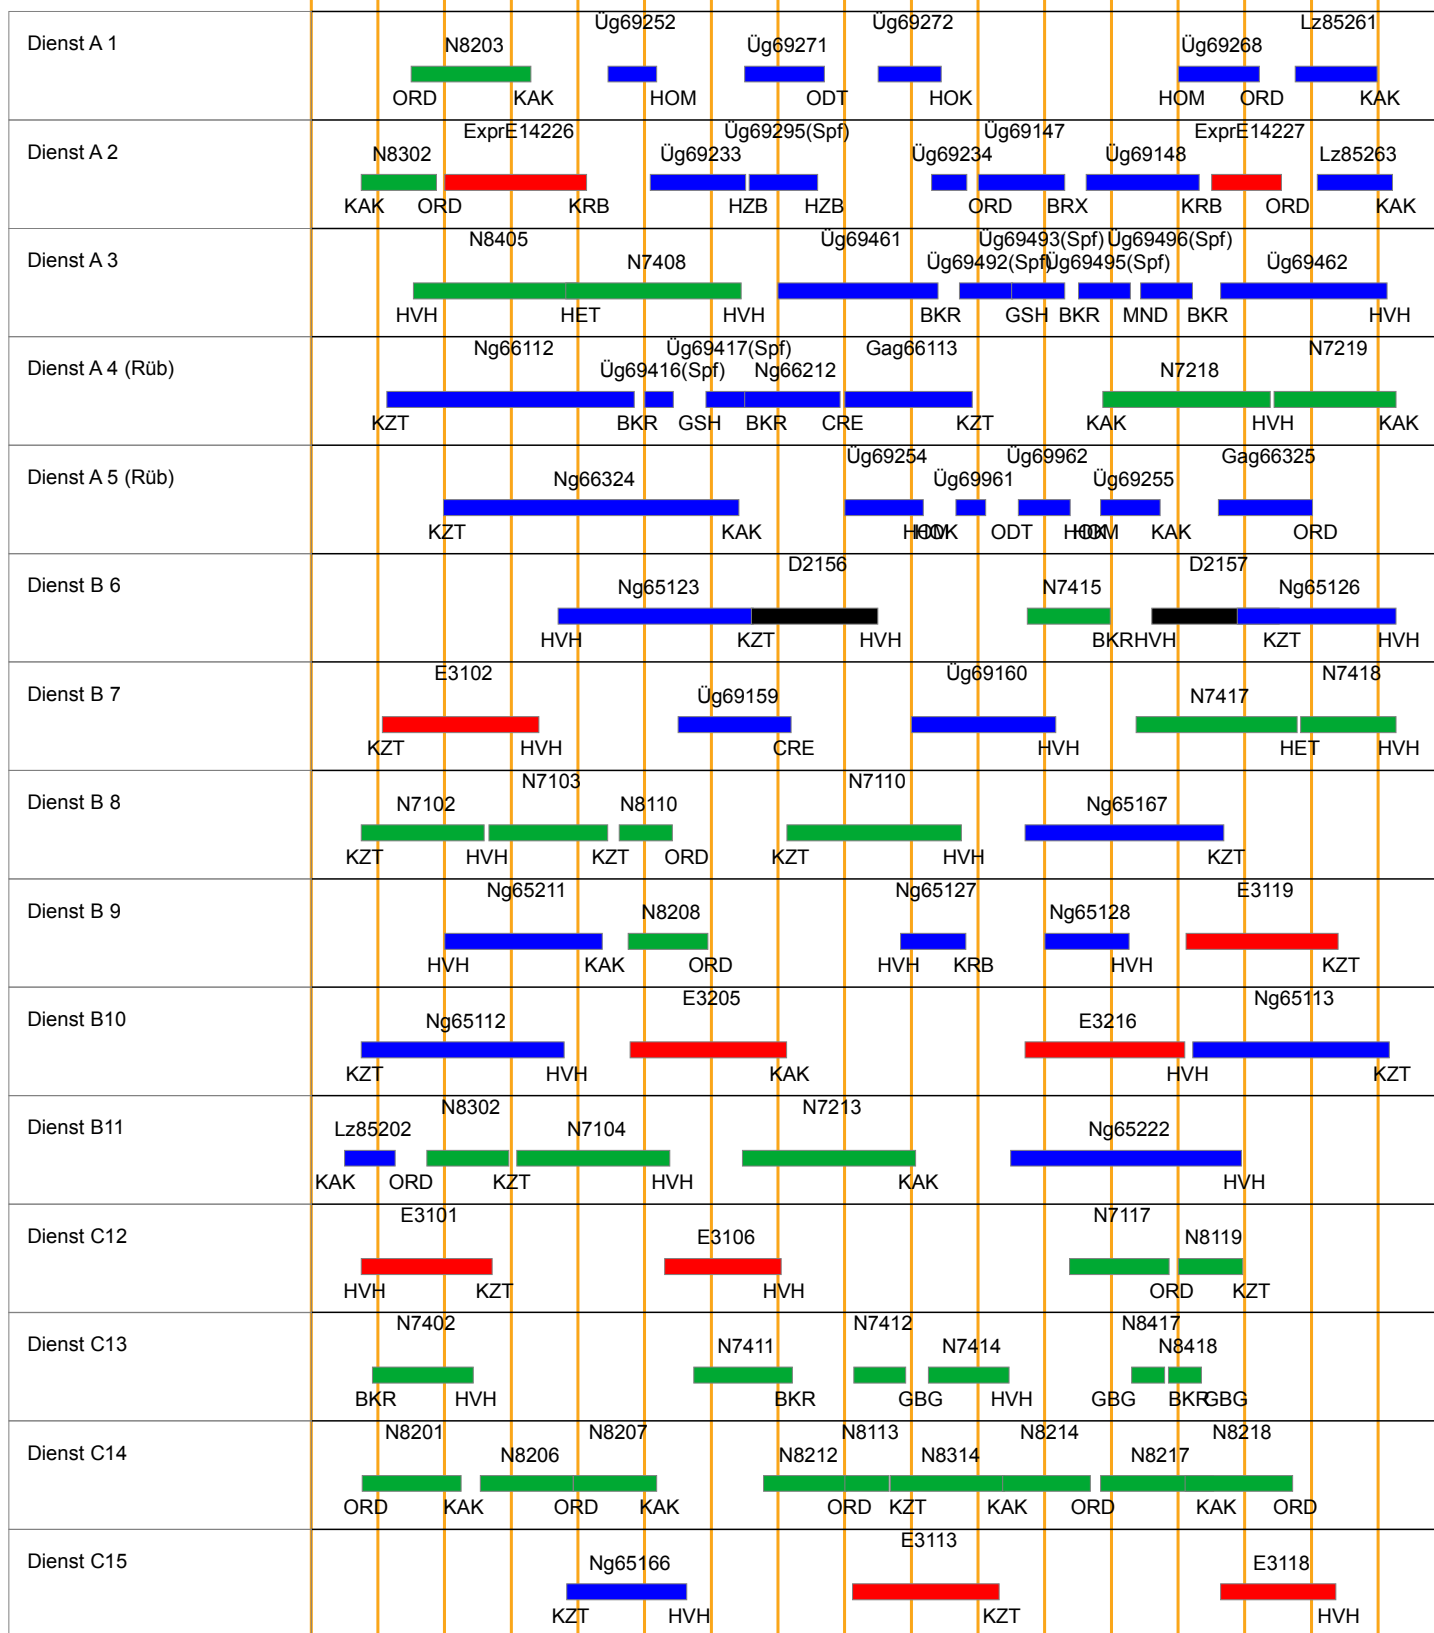 Üg69252 Üg69272 Lz85261
Dienst A 1 N8203 Üg69271 Üg69268
ORD KAK HOM ODT HOK HOM ORD KAK
ExprE14226 Üg69295(Spf) Üg69147 ExprE14227
Dienst A 2 N8302 Üg69233 Üg69234 Üg69148 Lz85263
KAK ORD KRB HZB HZB ORD BRX KRB ORD KAK
N8405 Üg69461 Üg69493(Spf) Üg69496(Spf)
Dienst A 3 N7408 Üg69492(Spf) Üg69495(Spf) Üg69462
HVH HET HVH BKR GSH BKR MND BKR HVH
Ng66112 Üg69417(Spf) Gag66113 N7219
Dienst A 4 (Rüb) Üg69416(Spf) Ng66212 N7218
KZT BKR GSH BKR CRE KZT KAK HVH KAK
Üg69254 Üg69962 Gag66325
Dienst A 5 (Rüb) Ng66324 Üg69961 Üg69255
KZT KAK HOM HOK ODT HOK HOM KAK ORD
D2156 D2157
Dienst B 6 Ng65123 N7415 Ng65126
HVH KZT HVH BKR HVH KZT HVH
E3102 Üg69160 N7418
Dienst B 7 Üg69159 N7417
KZT HVH CRE HVH HET HVH
N7103 N7110
Dienst B 8 N7102 N8110 Ng65167
KZT HVH KZT ORD KZT HVH KZT
Ng65211 Ng65127 E3119
Dienst B 9 N8208 Ng65128
HVH KAK ORD HVH KRB HVH KZT
E3205 Ng65113
Dienst B10 Ng65112 E3216
KZT HVH KAK HVH KZT
N8302 N7213
Dienst B11 Lz85202 N7104 Ng65222
KAK ORD KZT HVH KAK HVH
E3101 N7117
Dienst C12 E3106 N8119
HVH KZT HVH ORD KZT
N7402 N7412 N8417
Dienst C13 N7411 N7414 N8418
BKR HVH BKR GBG HVH GBG BKR GBG
N8201 N8207 N8113 N8214 N8218
Dienst C14 N8206 N8212 N8314 N8217
ORD KAK ORD KAK ORD KZT KAK ORD KAK ORD
E3113
Dienst C15 Ng65166 E3118
KZT HVH KZT HVH